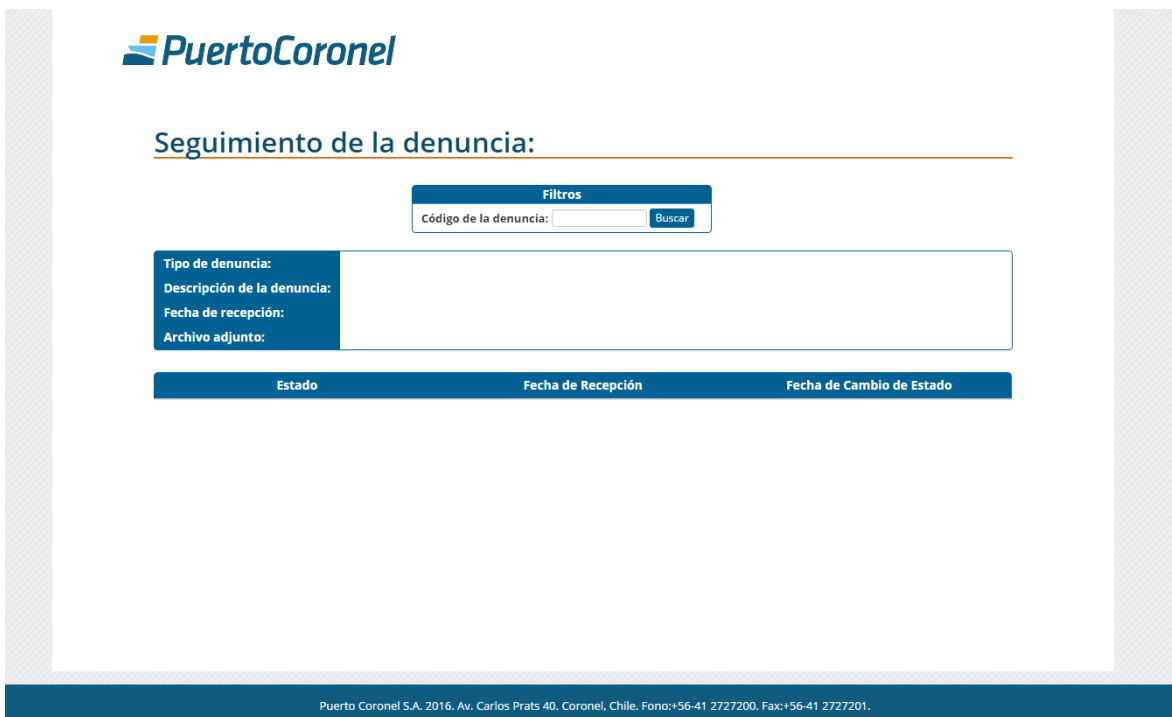 PuertoCoronel
Seguimiento de la denuncia:
Filtros
Código de la denuncia: Buscar
Tipo de denuncia:
Descripción de la denuncia:
Fecha de recepción:
Archivo adjunto:
Estado Fecha de Recepción Fecha de Cambio de Estado
Puerto Coronel S.A. 2016. Av. Carlos Prats 40. Coronel, Chile. Fono:+56-41 2727200. Fax:+56-41 2727201.